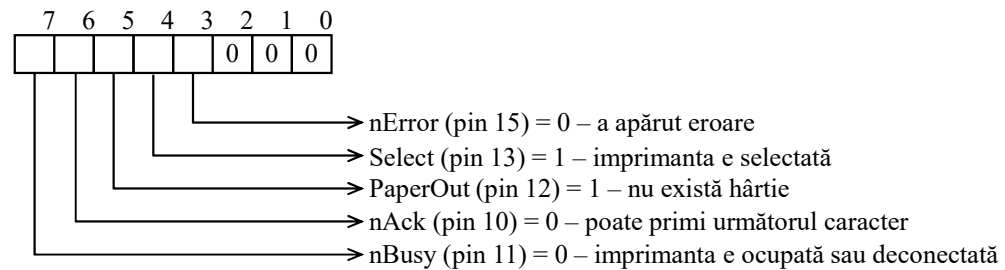 7 6 5 4 3 2 1 0
0 0 0
nError (pin 15) = 0 – a apărut eroare
Select (pin 13) = 1 – imprimanta e selectată
PaperOut (pin 12) = 1 – nu există hârtie
nAck (pin 10) = 0 – poate primi următorul caracter
nBusy (pin 11) = 0 – imprimanta e ocupată sau deconectată